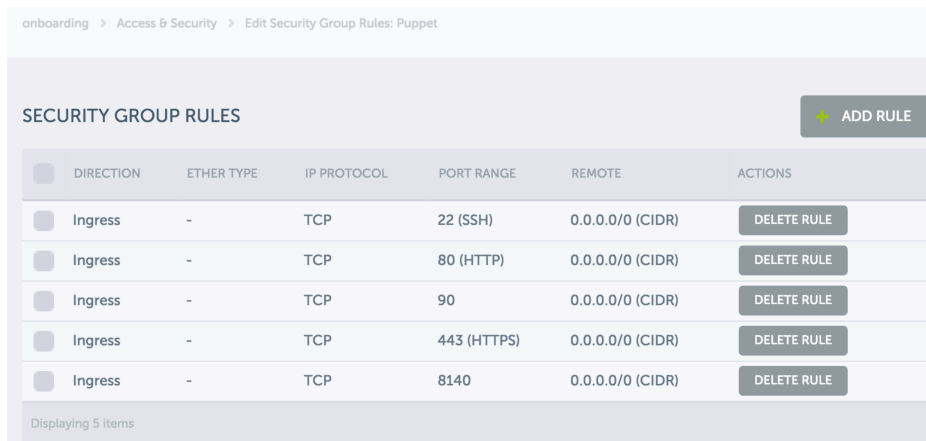 onboarding > Access & Security > Edit Security Group Rules: Puppet
SECURITY GROUP RULES
+ ADD RULE
DIRECTION ETHER TYPE IP PROTOCOL PORT RANGE REMOTE ACTIONS
Ingress - TCP 22 (SSH) 0.0.0.0/0 (CIDR) DELETE RULE
Ingress - TCP 80 (HTTP) 0.0.0.0/0 (CIDR) DELETE RULE
Ingress - TCP 90 0.0.0.0/0 (CIDR) DELETE RULE
Ingress - TCP 443 (HTTPS) 0.0.0.0/0 (CIDR) DELETE RULE
Ingress - TCP 8140 0.0.0.0/0 (CIDR) DELETE RULE
Displaying 5 items